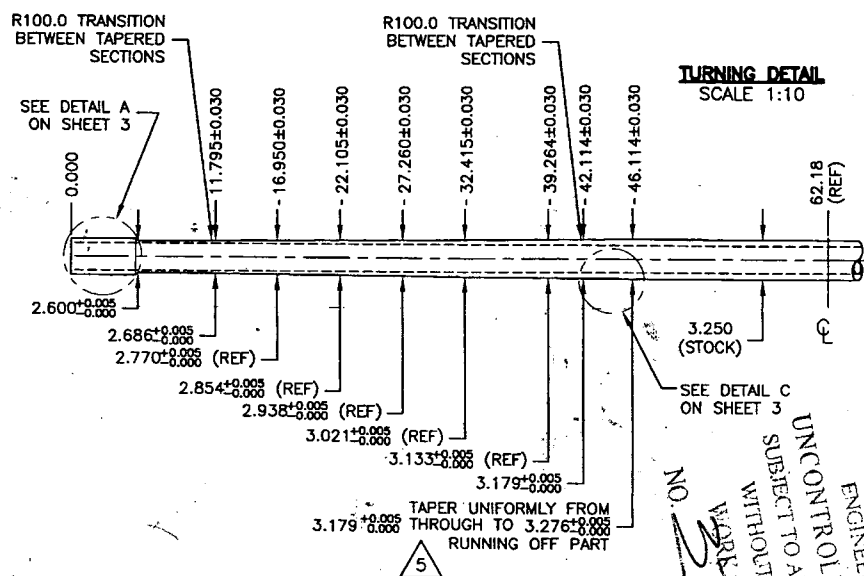 R100.0 TRANSITION
BETWEEN TAPERED
SECTIONS
R100.0 TRANSITION
BETWEEN TAPERED
SECTIONS
TURNING DETAIL
SCALE 1:10
SEE DETAIL A
ON SHEET 3
0.000
11.795±0.030
16.950±0.030
22.105±0.030
27.260±0.030
32.415±0.030
39.264±0.030
42.114±0.030
46.114±0.030
62.18
(REF)
2.600+0.005-0.000
2.686+0.005-0.000
2.770+0.005-0.000 (REF)
2.854+0.005-0.000 (REF)
2.938+0.005-0.000 (REF)
3.021+0.005-0.000 (REF)
3.133+0.005-0.000 (REF)
3.179+0.005-0.000
3.250
(STOCK)
CL
SEE DETAIL C
ON SHEET 3
TAPER UNIFORMLY FROM
3.179+0.005-0.000 THROUGH TO 3.276+0.005-0.000
RUNNING OFF PART
5
UNCONTROL
SUBJECT TO A
WITHOUT
NO. 3